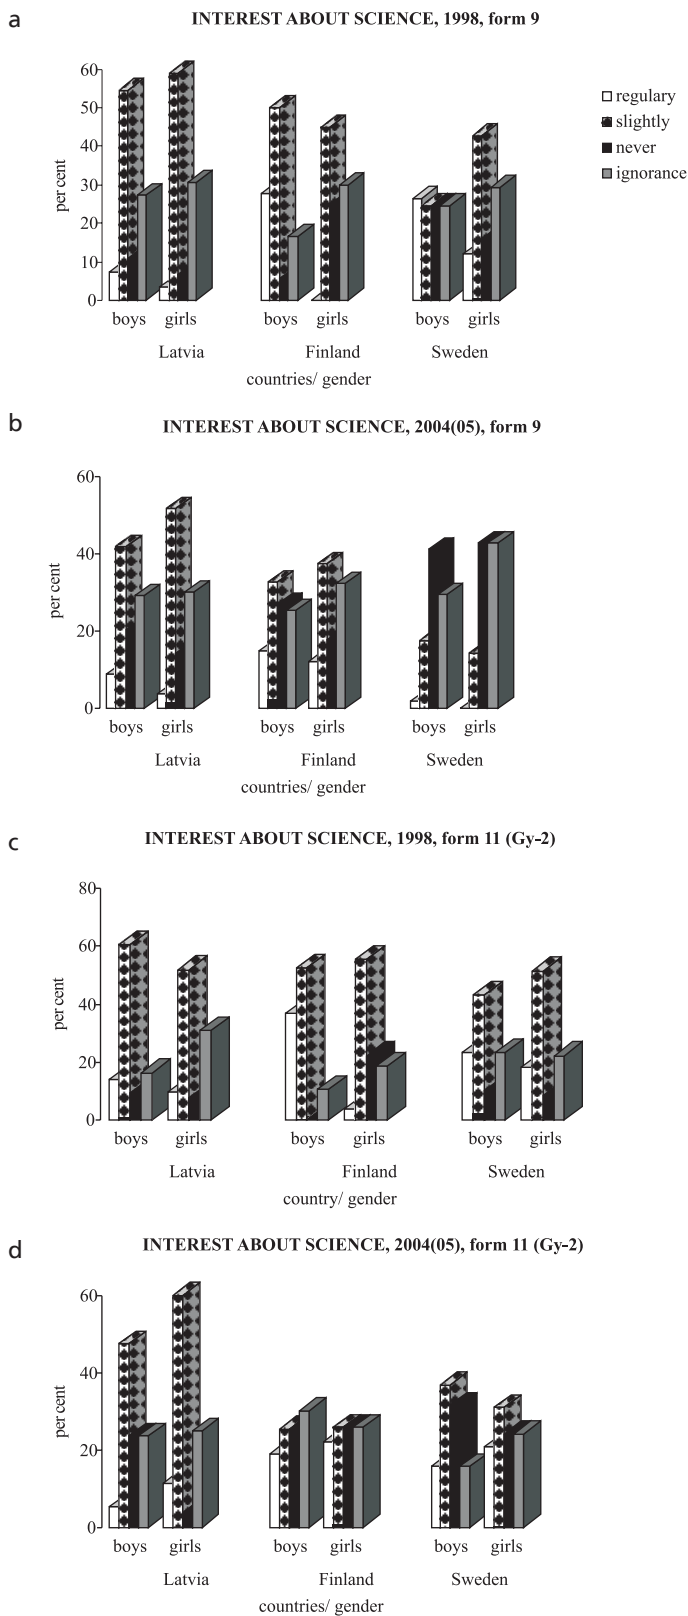 a
INTEREST ABOUT SCIENCE, 1998, form 9
60
50
40
30
20
10
0
per cent
regulary
slightly
never
ignorance
boys girls boys girls boys girls
Latvia Finland Sweden
countries/ gender
b
INTEREST ABOUT SCIENCE, 2004(05), form 9
60
40
20
0
per cent
boys girls boys girls boys girls
Latvia Finland Sweden
countries/ gender
c
INTEREST ABOUT SCIENCE, 1998, form 11 (Gy-2)
80
60
40
20
0
per cent
boys girls boys girls boys girls
Latvia Finland Sweden
country/ gender
d
INTEREST ABOUT SCIENCE, 2004(05), form 11 (Gy-2)
60
40
20
0
per cent
boys girls boys girls boys girls
Latvia Finland Sweden
countries/ gender